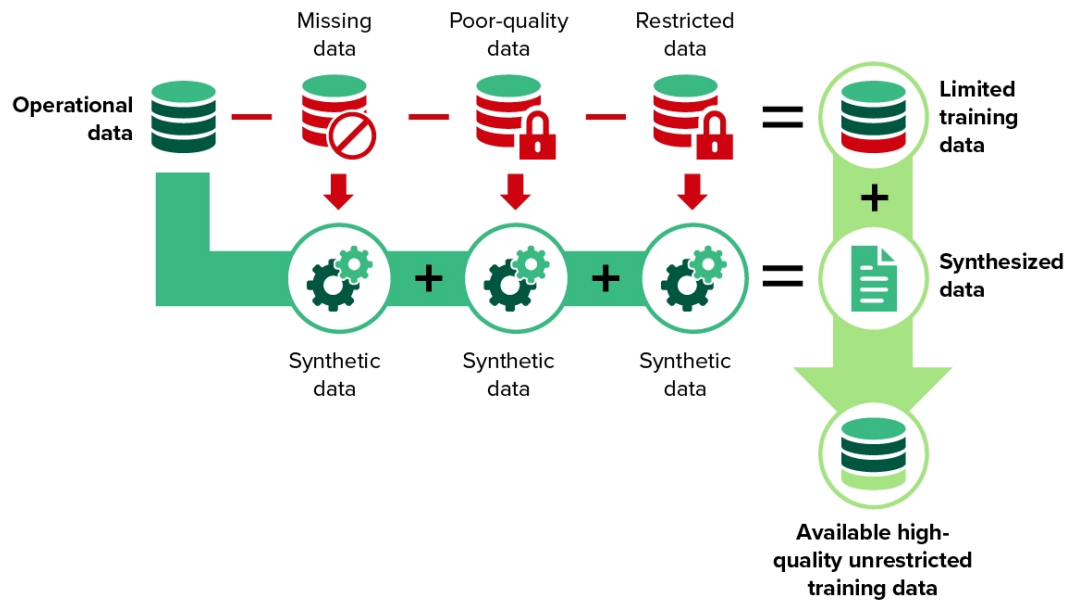 Missing
data
Poor-quality
data
Restricted
data
Operational
data
Limited
training
data
Synthesized
data
Synthetic
data
Synthetic
data
Synthetic
data
Available high-
quality unrestricted
training data